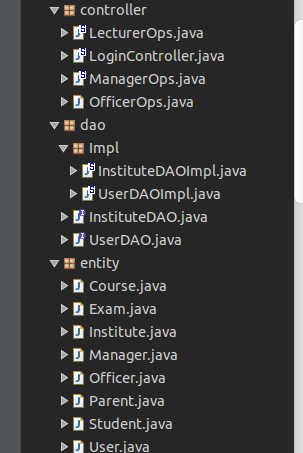 controller
LecturerOps.java
LoginController.java
ManagerOps.java
OfficerOps.java
dao
Impl
InstituteDAOImpl.java
UserDAOImpl.java
InstituteDAO.java
UserDAO.java
entity
Course.java
Exam.java
Institute.java
Manager.java
Officer.java
Parent.java
Student.java
User.java